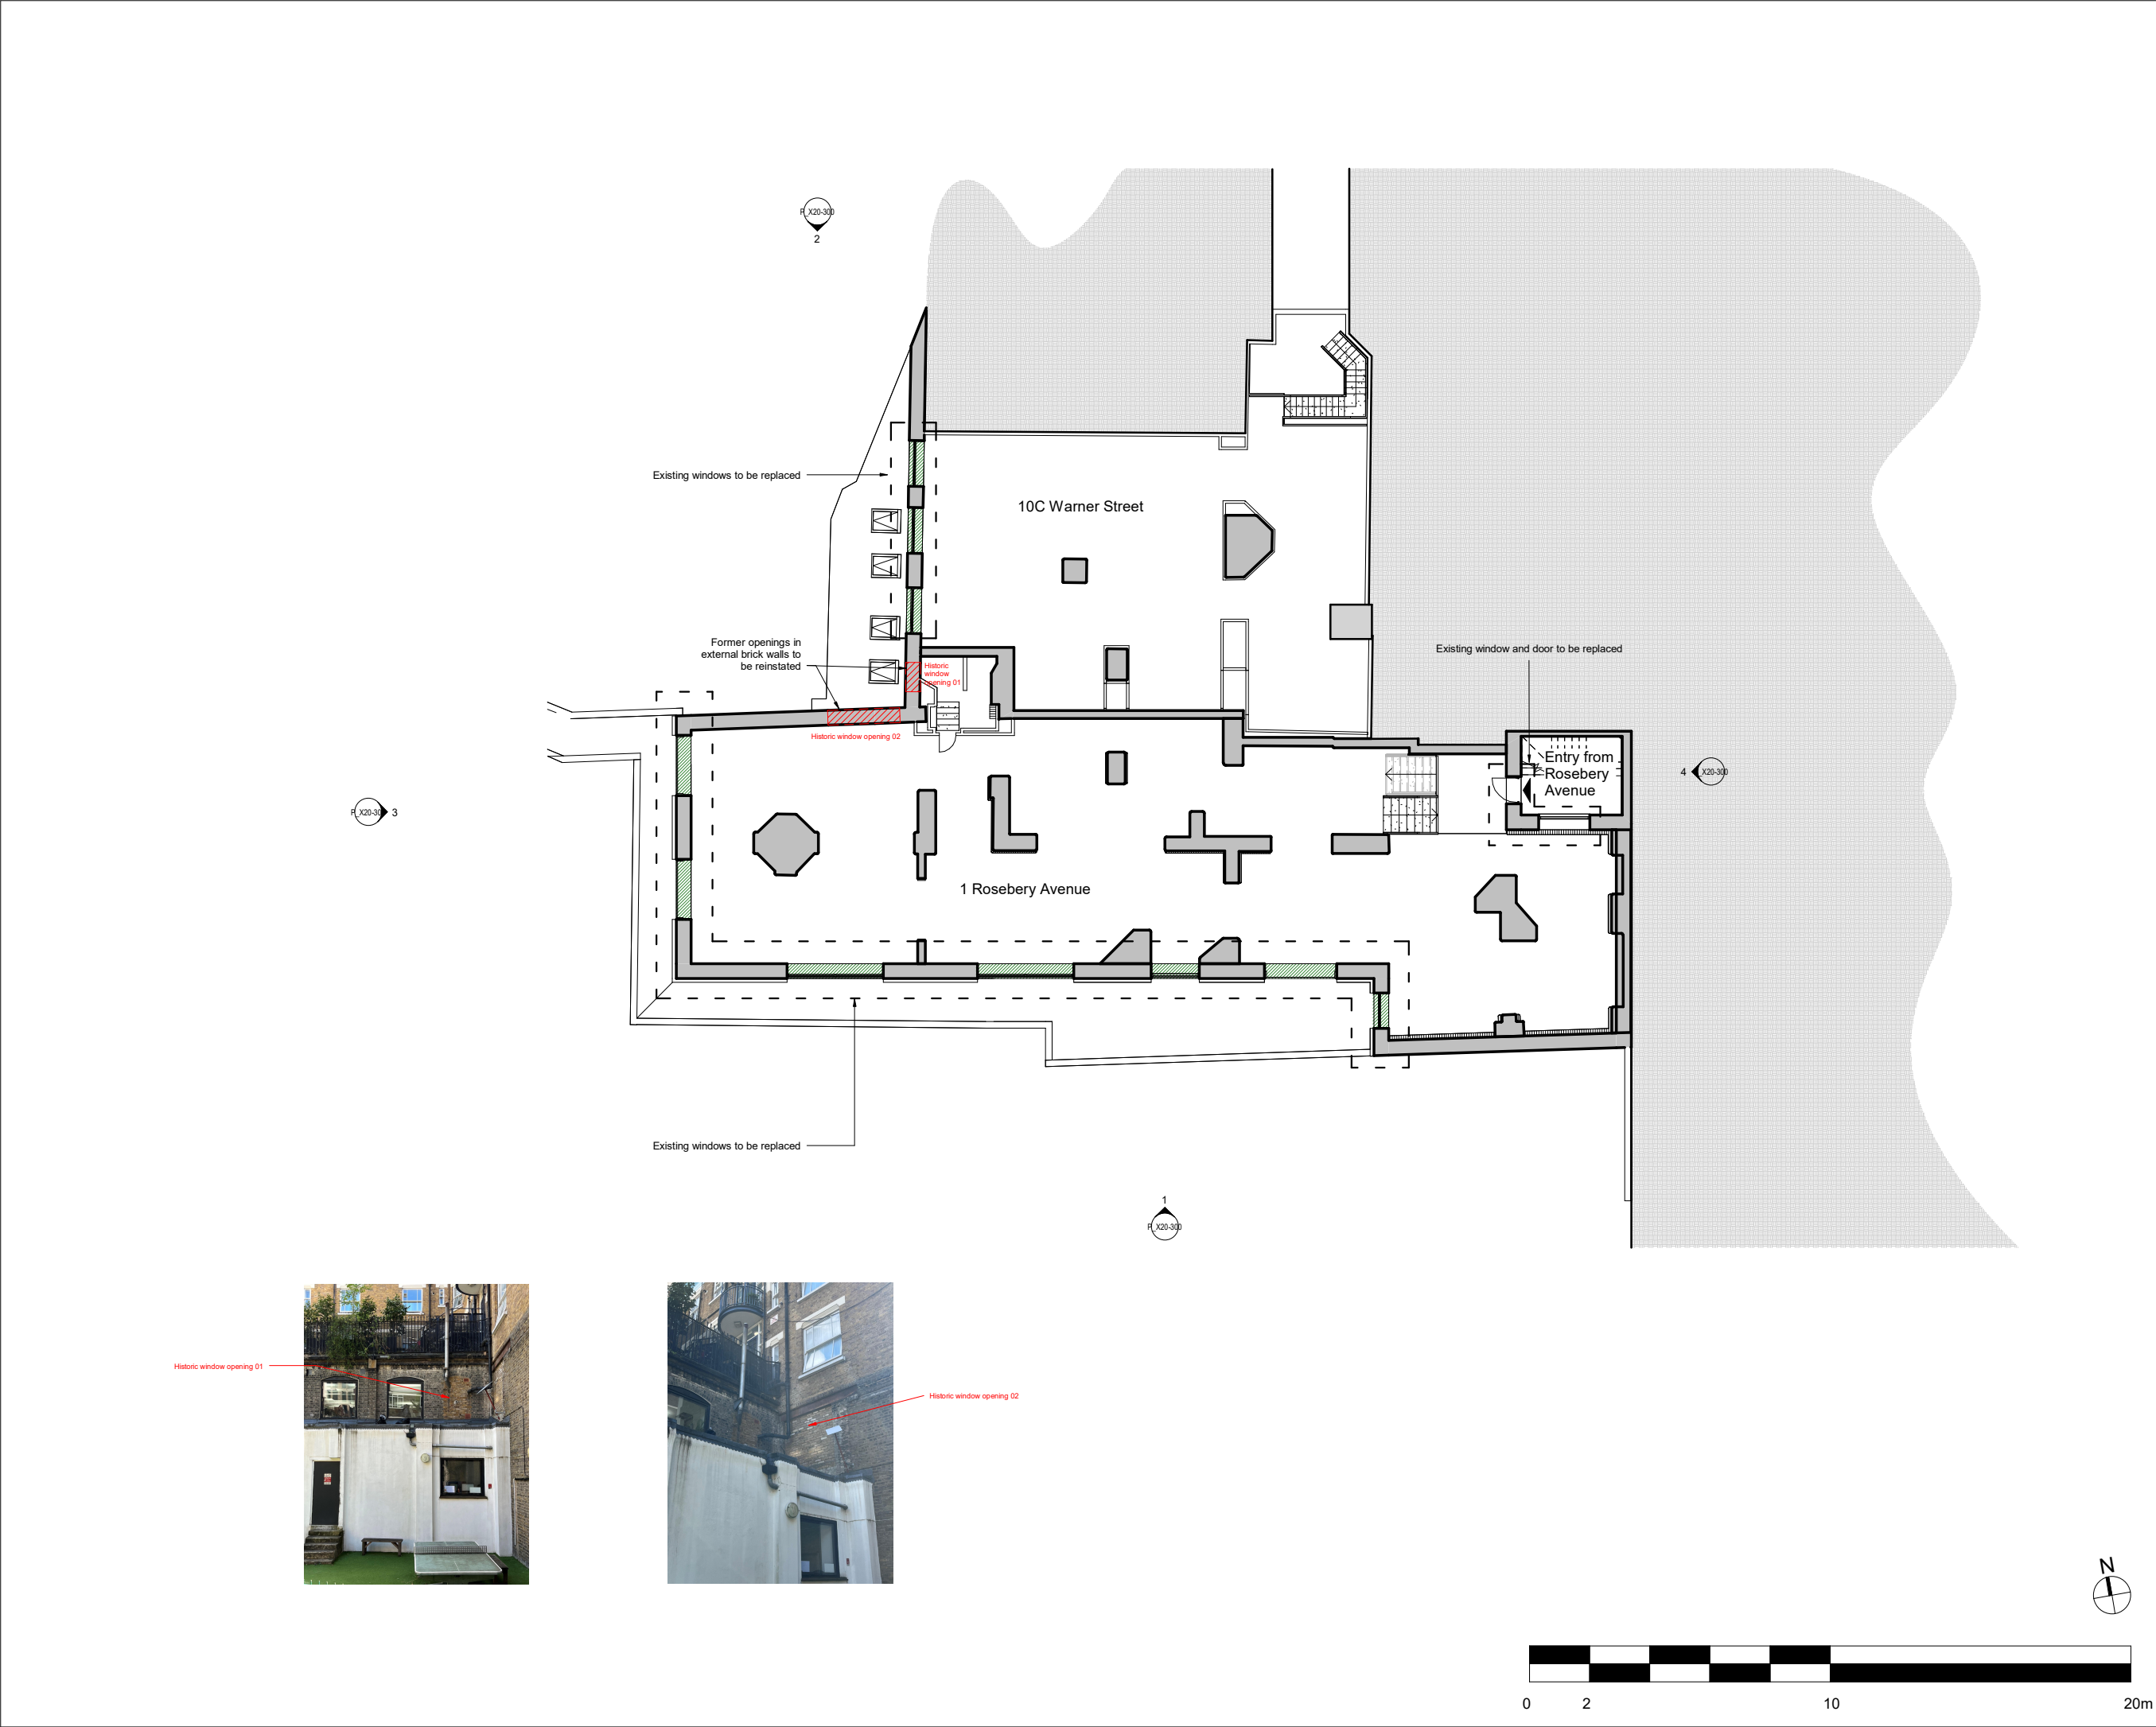 P_X20-300
2
Existing windows to be replaced
10C Warner Street
Former openings in
external brick walls to
be reinstated
Historic
window
opening 01
Existing window and door to be replaced
Historic window opening 02
Entry from
Rosebery
Avenue
4
X20-300
P_X20-30
3
1 Rosebery Avenue
Existing windows to be replaced
1
P_X20-300
Historic window opening 01
Historic window opening 02
N
0
2
10
20m